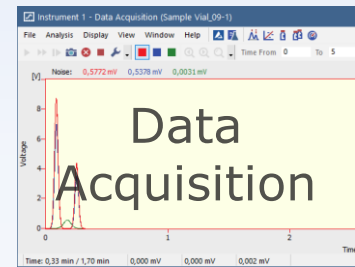 Instrument 1 - Data Acquisition (Sample Vial_09-1)
File Analysis Display View Window Help
Time From 0 To 5
[V] Noise: 0,5772 mV 0,5378 mV 0,0031 mV
8
Data
6
Voltage
4
Acquisition
2
0
0 1 2
Time
Time: 0,33 min / 1,70 min 0,000 mV 0,000 mV 0,002 mV